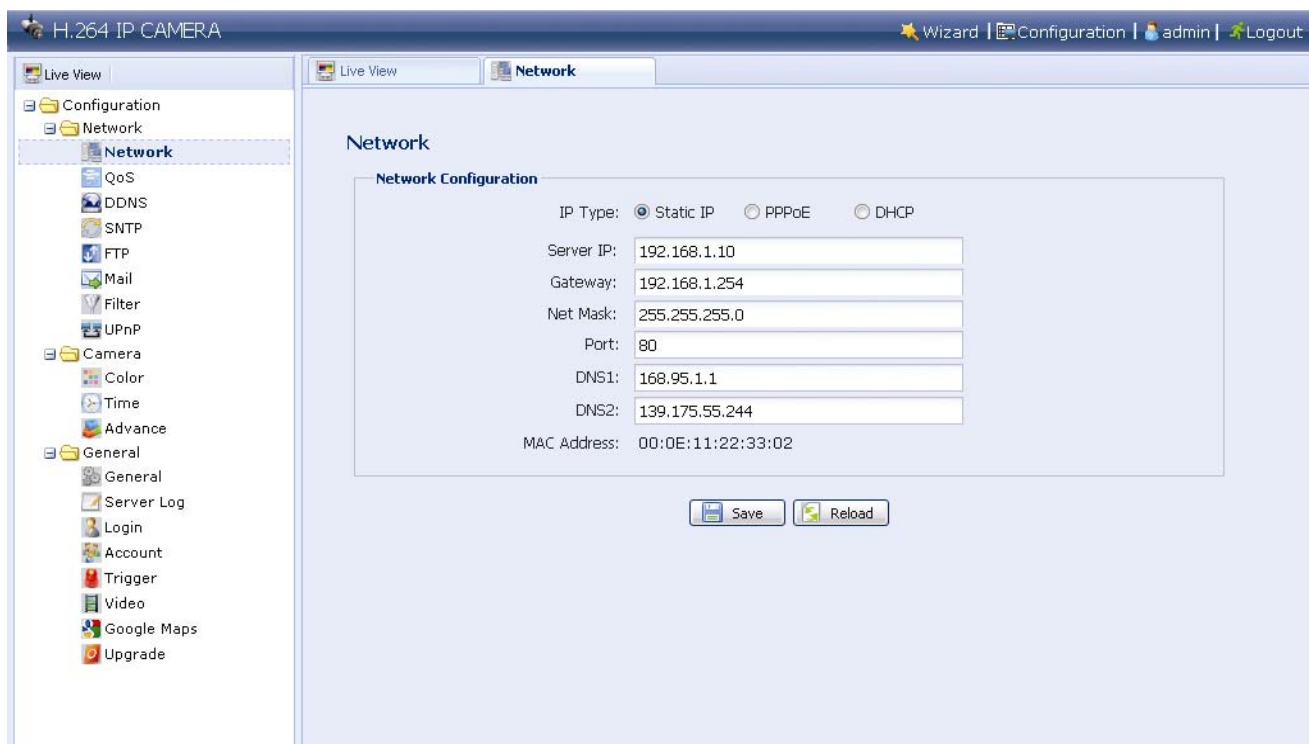 H.264 IP CAMERA
Wizard | Configuration | admin | Logout
Live View
Configuration
Network
Network
QoS
DDNS
SNTP
FTP
Mail
Filter
UPnP
Camera
Color
Time
Advance
General
General
Server Log
Login
Account
Trigger
Video
Google Maps
Upgrade
Live View
Network
Network
Network Configuration
IP Type: Static IP PPPoE DHCP
Server IP: 192.168.1.10
Gateway: 192.168.1.254
Net Mask: 255.255.255.0
Port: 80
DNS1: 168.95.1.1
DNS2: 139.175.55.244
MAC Address: 00:0E:11:22:33:02
Save Reload